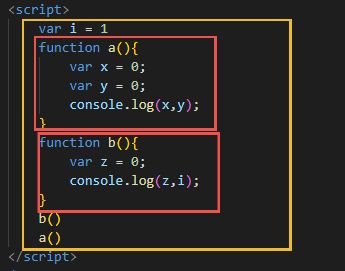 <script>
var i = 1
function a(){
var x = 0;
var y = 0;
console.log(x,y);
}
function b(){
var z = 0;
console.log(z,i);
}
b()
a()
</script>